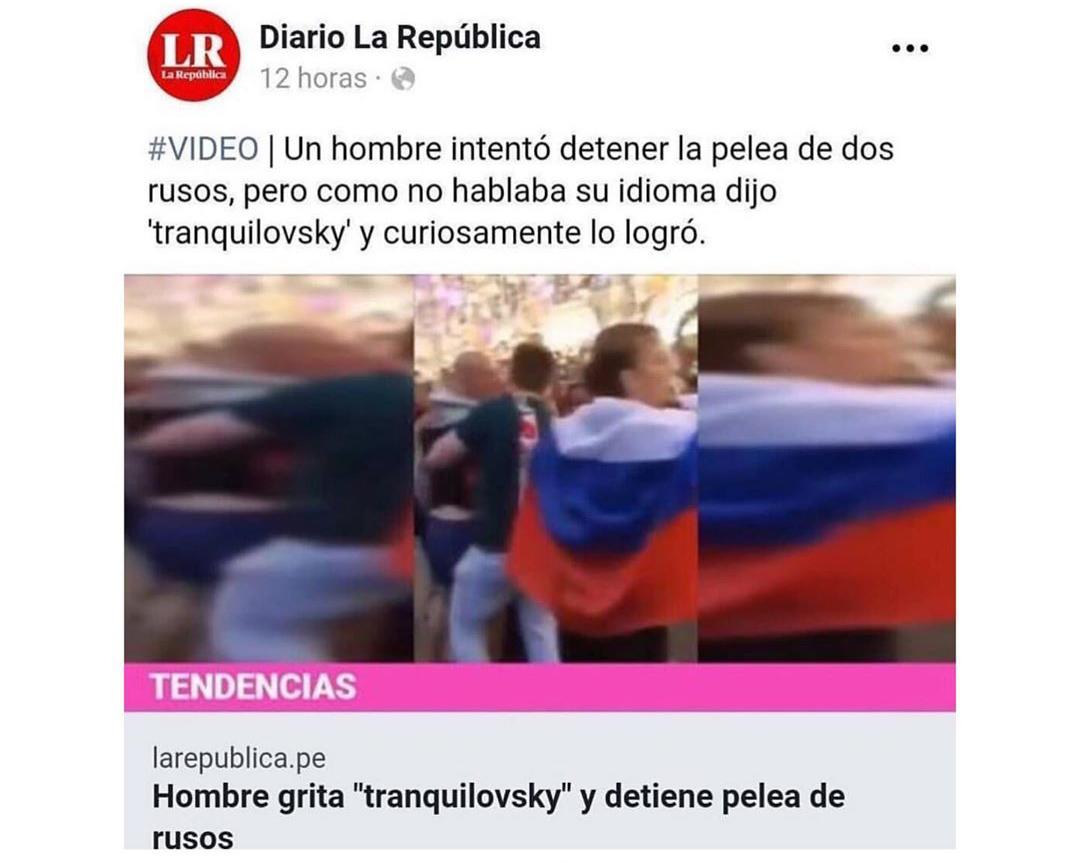 LR
La República
Diario La República
12 horas ·
#VIDEO | Un hombre intentó detener la pelea de dos
rusos, pero como no hablaba su idioma dijo
'tranquilovsky' y curiosamente lo logró.
TENDENCIAS
larepublica.pe
Hombre grita "tranquilovsky" y detiene pelea de
rusos